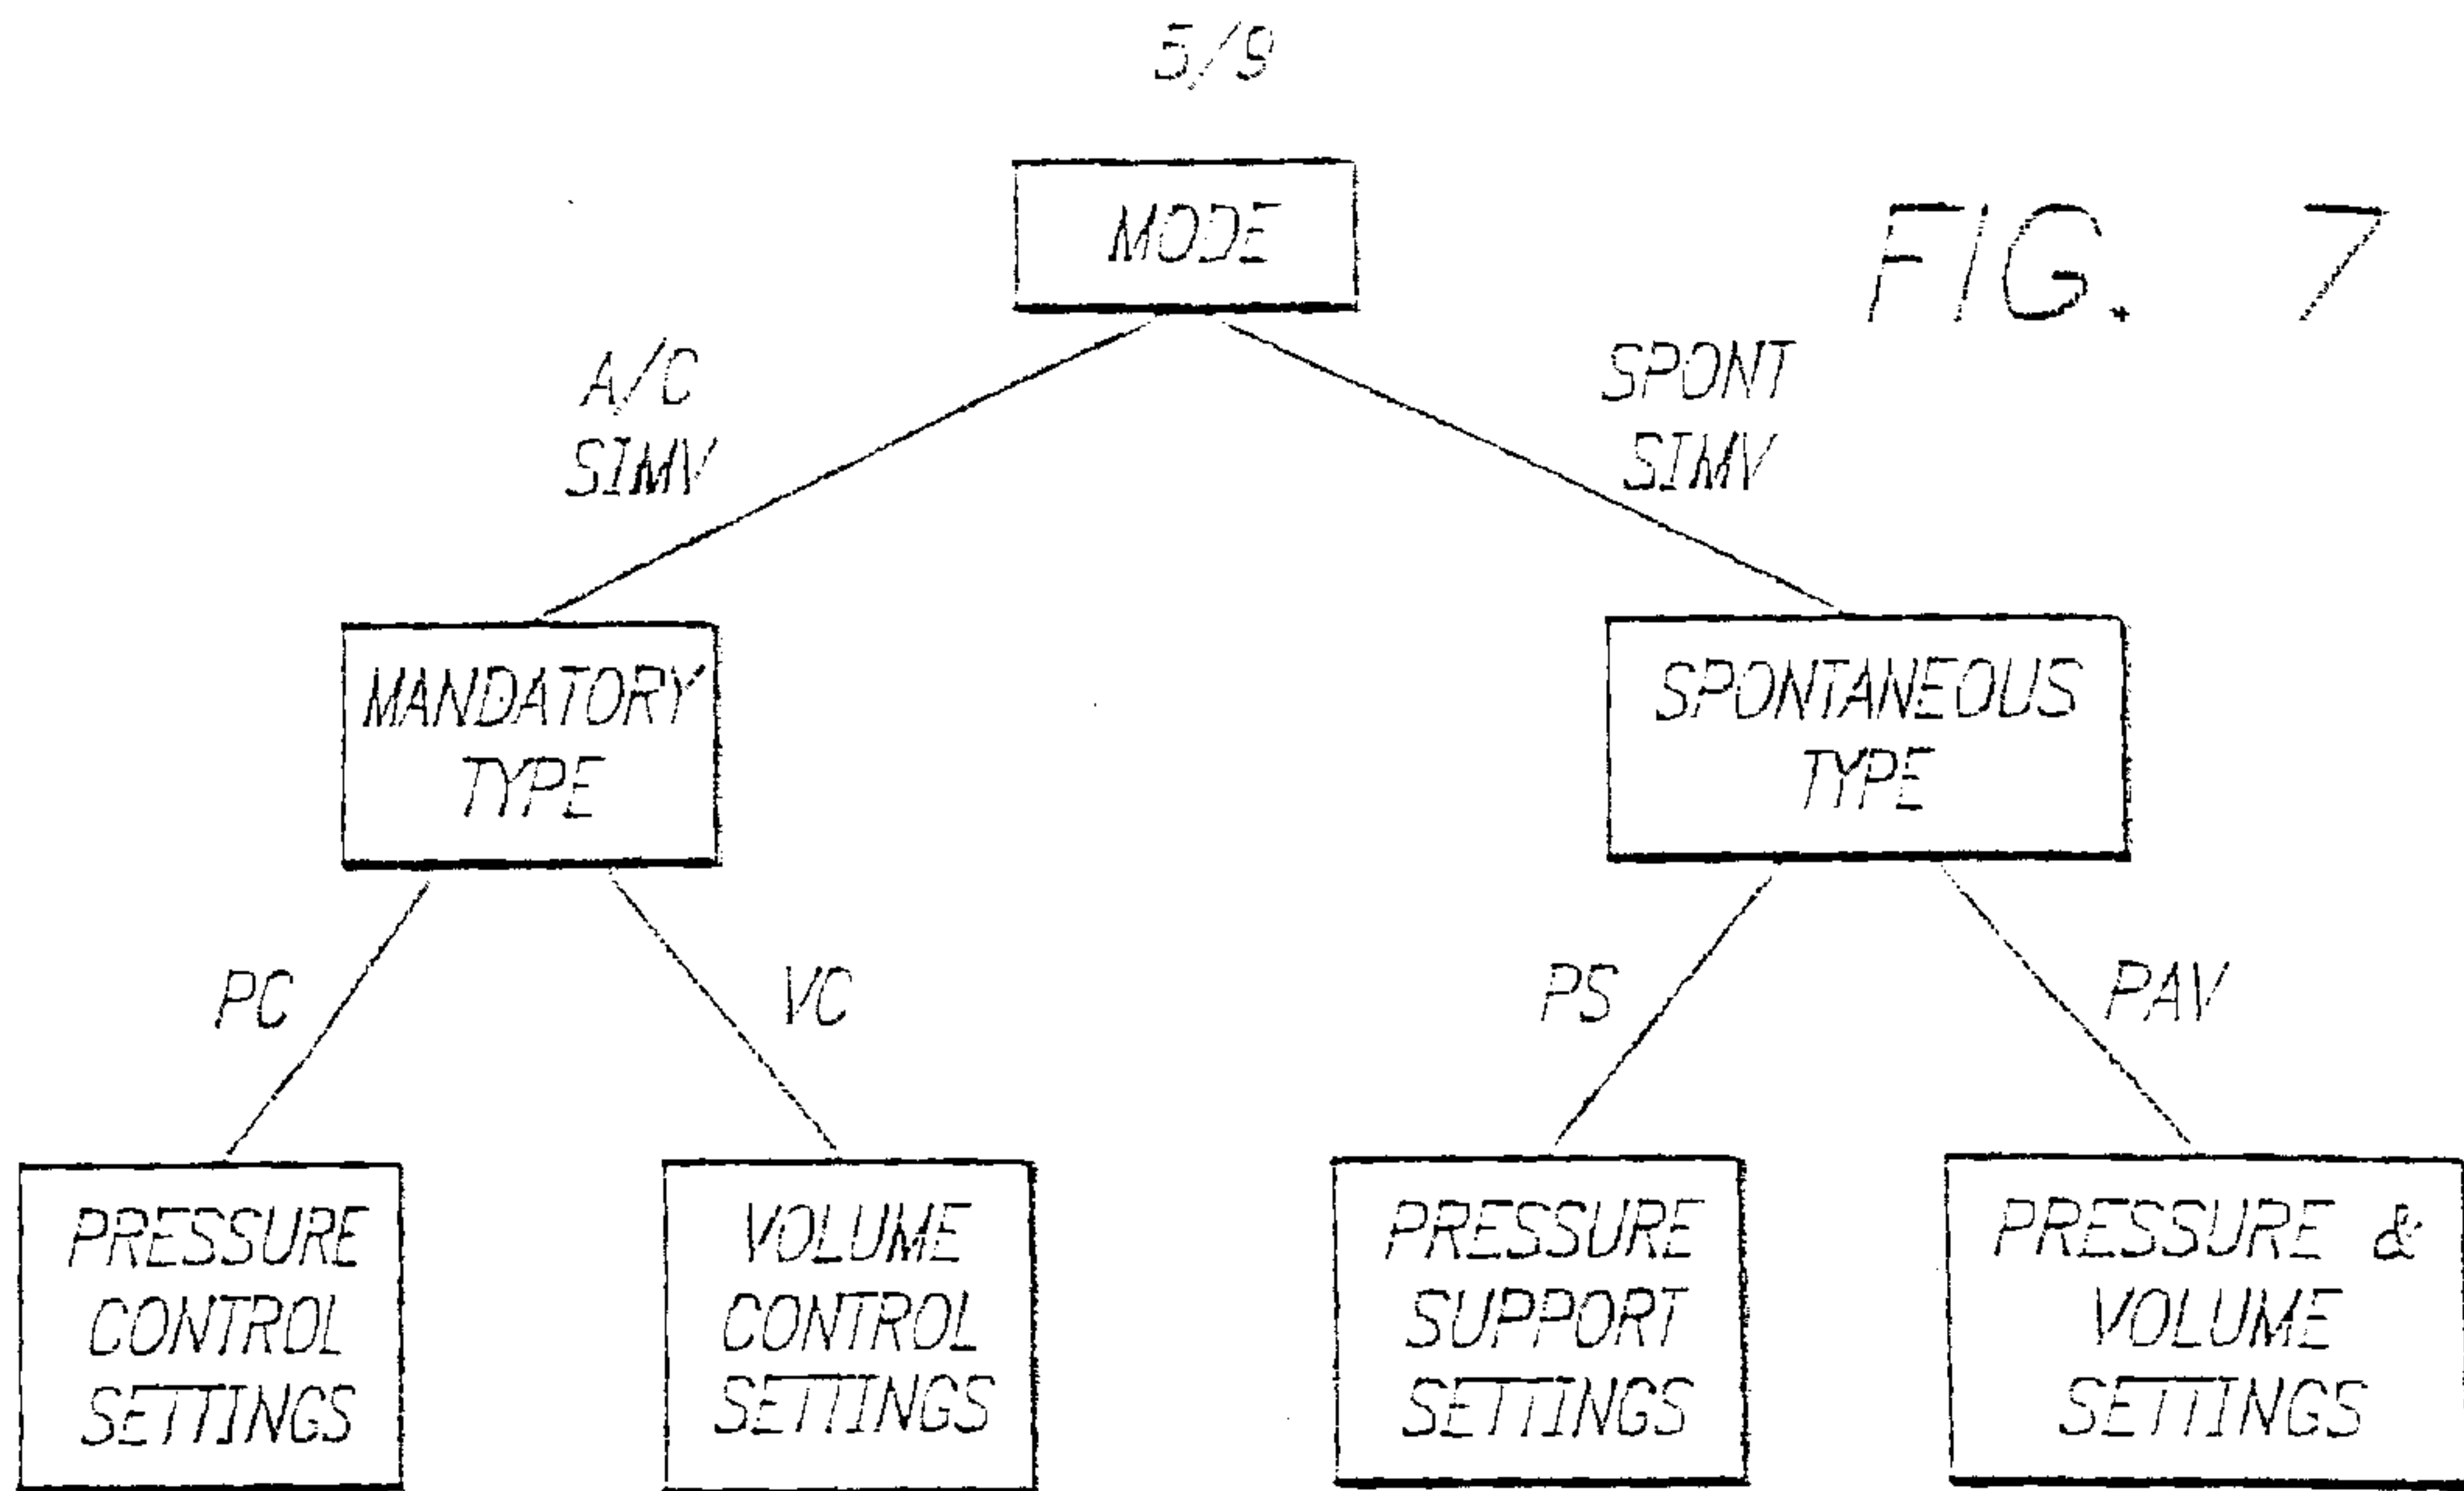 5/9
MODE
FIG. 7
A/C
SIMV
SPONT
SIMV
MANDATORY
TYPE
SPONTANEOUS
TYPE
PC
VC
PS
PAV
PRESSURE
CONTROL
SETTINGS
VOLUME
CONTROL
SETTINGS
PRESSURE
SUPPORT
SETTINGS
PRESSURE &
VOLUME
SETTINGS